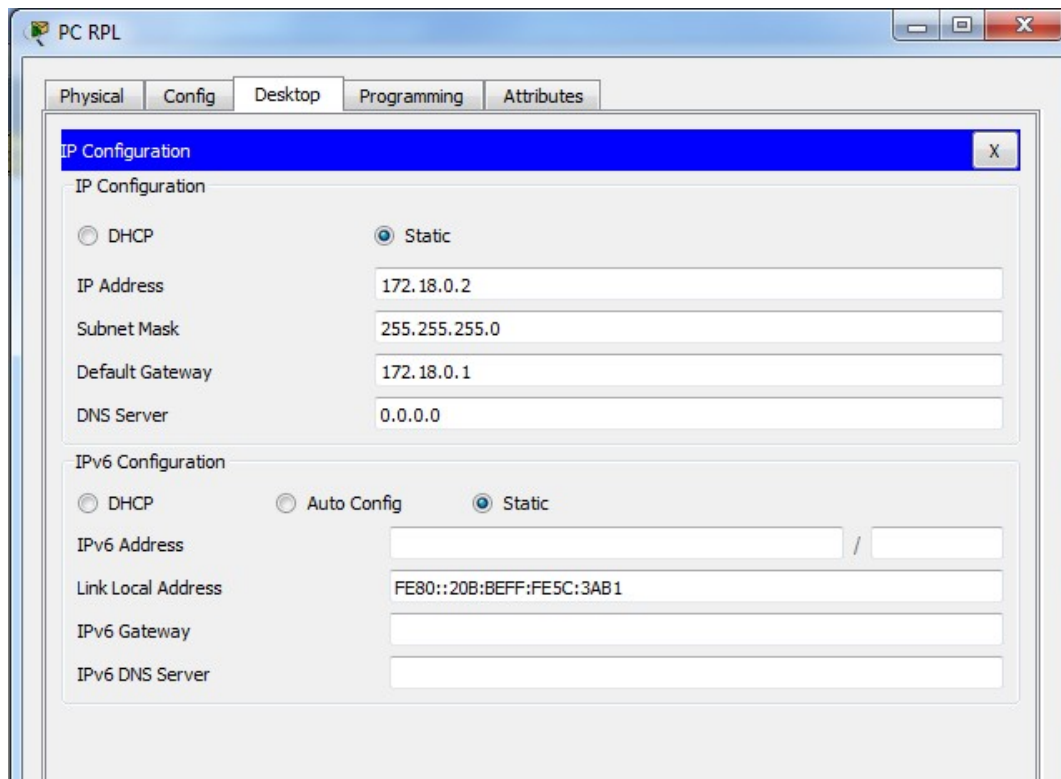 PC RPL
Physical Config Desktop Programming Attributes
IP Configuration X
IP Configuration
DHCP Static
IP Address 172.18.0.2
Subnet Mask 255.255.255.0
Default Gateway 172.18.0.1
DNS Server 0.0.0.0
IPv6 Configuration
DHCP Auto Config Static
IPv6 Address /
Link Local Address FE80::20B:BEFF:FE5C:3AB1
IPv6 Gateway
IPv6 DNS Server